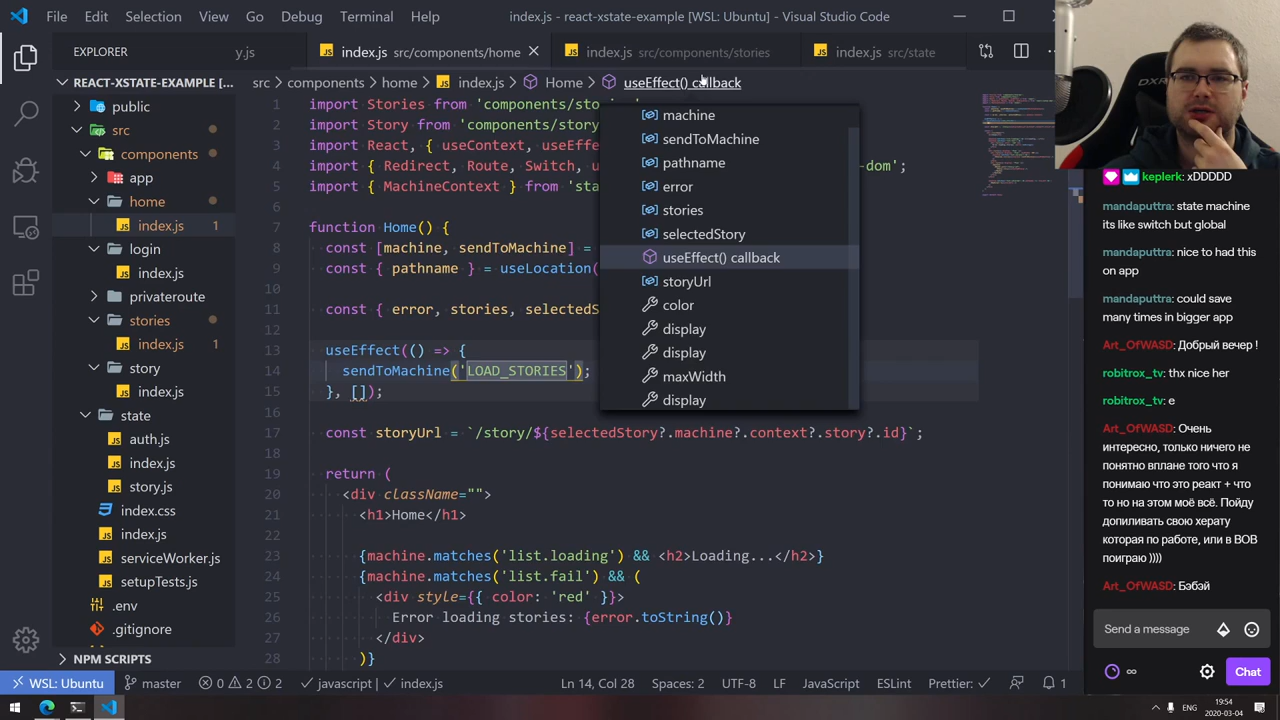 File Edit Selection View Go Debug Terminal Help
index.js - react-xstate-example [WSL: Ubuntu] - Visual Studio Code
EXPLORER
y.js
index.js src/components/home
index.js src/components/stories
index.js src/state
REACT-XSTATE-EXAMPLE [...
public
src
components
app
home
index.js 1
login
index.js
privateroute
stories
index.js 1
story
index.js
state
auth.js
index.js
story.js
index.css
index.js
serviceWorker.js
setupTests.js
.env
.gitignore
NPM SCRIPTS
src > components > home > index.js > Home > useEffect() callback
1 import Stories from 'components/sto
2 import Story from 'components/story
3 import React, { useContext, useEffe
4 import { Redirect, Route, Switch, u -dom';
5 import { MachineContext } from 'sta
6
7 function Home() {
8 const [machine, sendToMachine] =
9 const { pathname } = useLocation(
10
11 const { error, stories, selectedS
12
13 useEffect(() => {
14 sendToMachine('LOAD_STORIES');
15 }, []);
16
17 const storyUrl = `/story/${selectedStory?.machine?.context?.story?.id}`;
18
19 return (
20 <div className="">
21 <h1>Home</h1>
22
23 {machine.matches('list.loading') && <h2>Loading...</h2>}
24 {machine.matches('list.fail') && (
25 <div style={{ color: 'red' }}>
26 Error loading stories: {error.toString()}
27 </div>
28 )}
machine
sendToMachine
pathname
error
stories
selectedStory
useEffect() callback
storyUrl
color
display
display
maxWidth
display
DXR
keplerk: xDDDDD
mandaputtra: state machine
its like switch but global
mandaputtra: nice to had this
on app
mandaputtra: could save
many times in bigger app
Art_OfWASD: Добрый вечер !
robitrox_tv: thx nice her
robitrox_tv: e
Art_OfWASD: Очень
интересно, только ничего не
понятно вплане того что я
понимаю что это реакт + что
то но на этом моё всё. Пойду
допиливать свою херату
которая по работе, или в ВОВ
поиграю ))))
Art_OfWASD: Бэбэй
Send a message
∞
Chat
WSL: Ubuntu master 0 2 2 javascript index.js Ln 14, Col 28 Spaces: 2 UTF-8 LF JavaScript ESLint Prettier: ✓ 1
ENG
19:54
2020-03-04